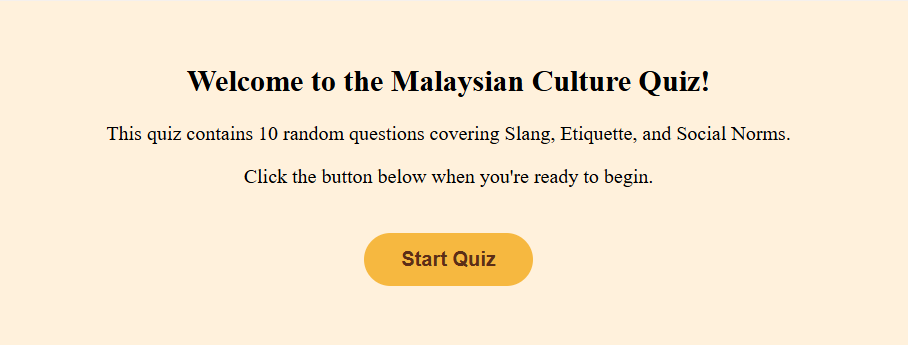 Welcome to the Malaysian Culture Quiz!
This quiz contains 10 random questions covering Slang, Etiquette, and Social Norms.
Click the button below when you're ready to begin.
Start Quiz